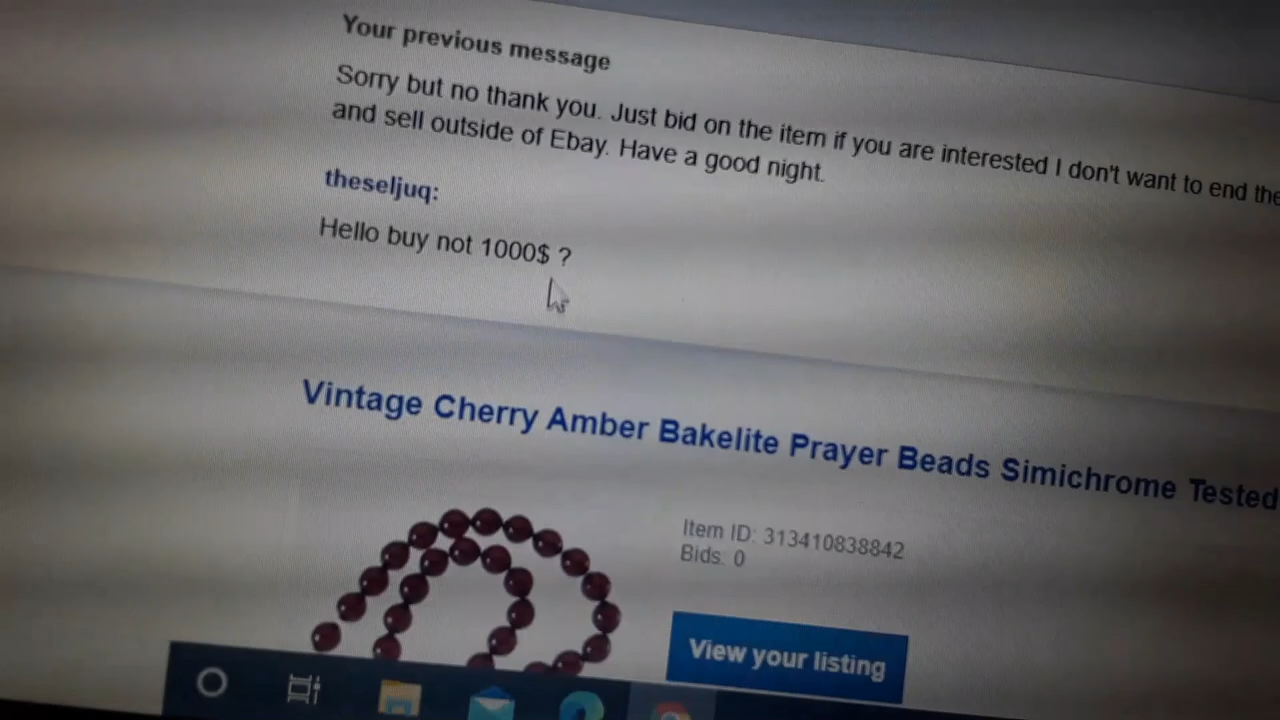 Your previous message
Sorry but no thank you. Just bid on the item if you are interested I don't want to end the
and sell outside of Ebay. Have a good night.
theseljuq:
Hello buy not 1000$ ?
Vintage Cherry Amber Bakelite Prayer Beads Simichrome Tested
Item ID: 313410838842
Bids: 0
View your listing